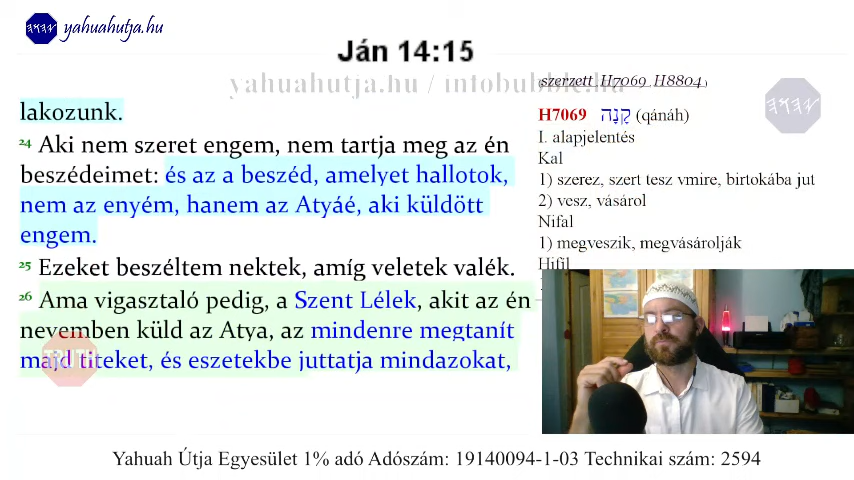 yahuahutja.hu
Ján 14:15
yahuahutja.hu / infobubble.hu
szerzett H7069 H8804
lakozunk.
24 Aki nem szeret engem, nem tartja meg az én
beszédeimet: és az a beszéd, amelyet hallotok,
nem az enyém, hanem az Atyáé, aki küldött
engem.
25 Ezeket beszéltem nektek, amíg veletek valék.
26 Ama vigasztaló pedig, a Szent Lélek, akit az én
nevemben küld az Atya, az mindenre megtanít
majd titeket, és eszetekbe juttatja mindazokat,
H7069 קָנָה (qánáh)
I. alapjelentés
Kal
1) szerez, szert tesz vmire, birtokába jut
2) vesz, vásárol
Nifal
1) megveszik, megvásárolják
Hifil
Yahuah Útja Egyesület 1% adó Adószám: 19140094-1-03 Technikai szám: 2594